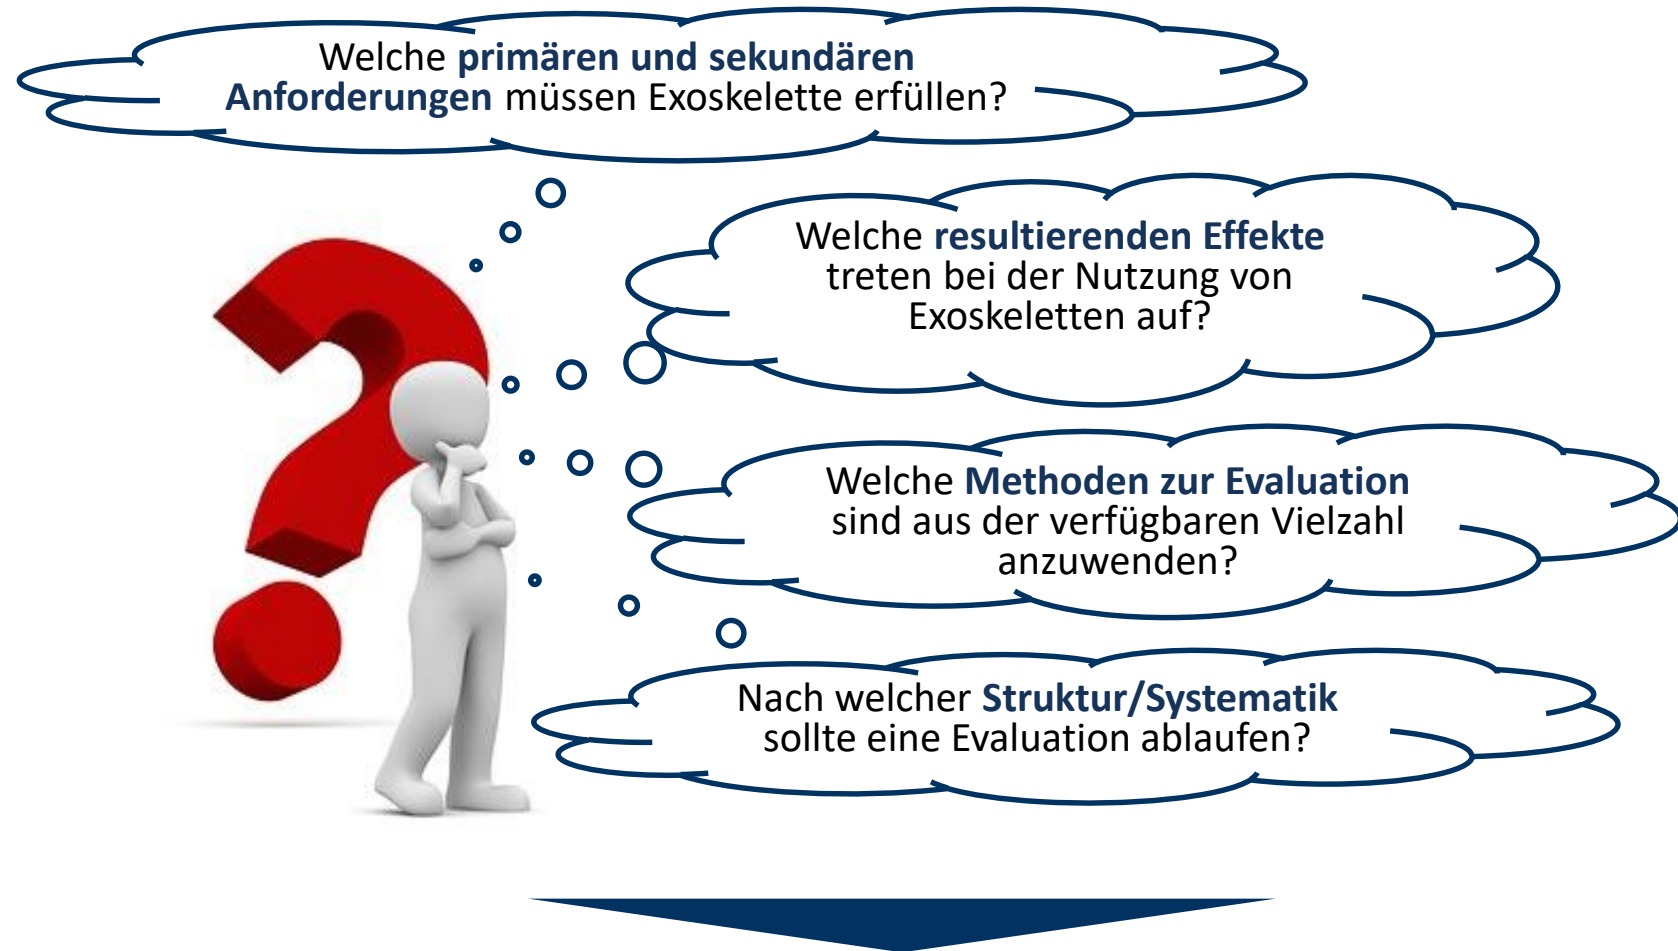 Welche primären und sekundären
Anforderungen müssen Exoskelette erfüllen?
Welche resultierenden Effekte
treten bei der Nutzung von
Exoskeletten auf?
Welche Methoden zur Evaluation
sind aus der verfügbaren Vielzahl
anzuwenden?
Nach welcher Struktur/Systematik
sollte eine Evaluation ablaufen?